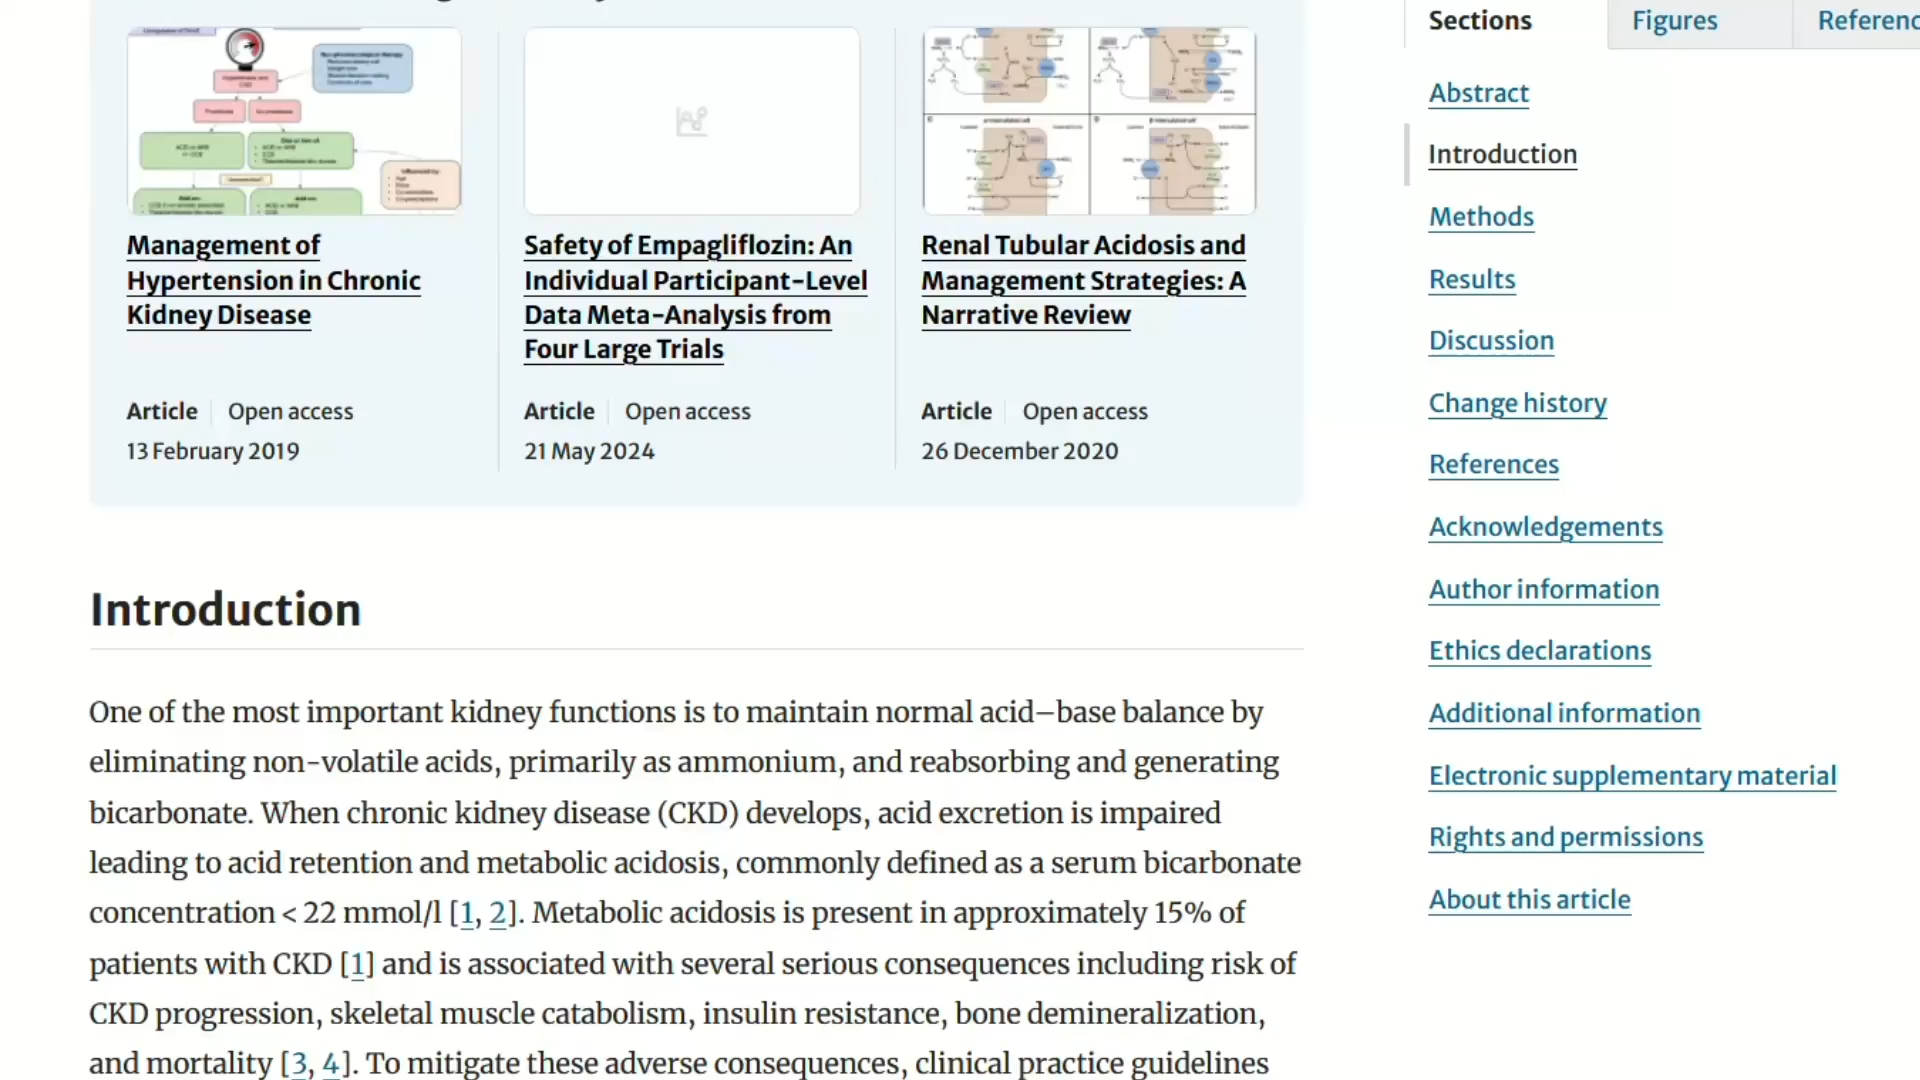 Management of
Hypertension in Chronic
Kidney Disease
Article
Open access
13 February 2019
Safety of Empagliflozin: An
Individual Participant-Level
Data Meta-Analysis from
Four Large Trials
Article
Open access
21 May 2024
Renal Tubular Acidosis and
Management Strategies: A
Narrative Review
Article
Open access
26 December 2020
Introduction
One of the most important kidney functions is to maintain normal acid–base balance by
eliminating non-volatile acids, primarily as ammonium, and reabsorbing and generating
bicarbonate. When chronic kidney disease (CKD) develops, acid excretion is impaired
leading to acid retention and metabolic acidosis, commonly defined as a serum bicarbonate
concentration < 22 mmol/l [1, 2]. Metabolic acidosis is present in approximately 15% of
patients with CKD [1] and is associated with several serious consequences including risk of
CKD progression, skeletal muscle catabolism, insulin resistance, bone demineralization,
and mortality [3, 4]. To mitigate these adverse consequences, clinical practice guidelines
Sections
Figures
Referenc
Abstract
Introduction
Methods
Results
Discussion
Change history
References
Acknowledgements
Author information
Ethics declarations
Additional information
Electronic supplementary material
Rights and permissions
About this article